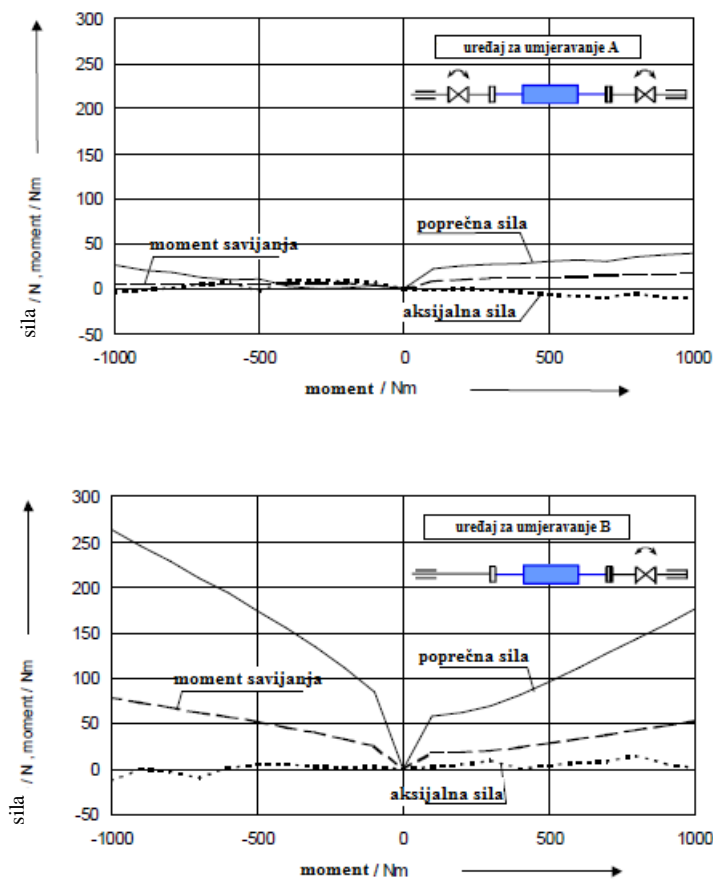 300
250
200
150
100
50
0
-50
sila / N , moment / Nm
uređaj za umjeravanje A
poprečna sila
moment savijanja
aksijalna sila
-1000
-500
0
500
1000
moment / Nm
300
250
200
150
100
50
0
-50
sila / N , moment / Nm
uređaj za umjeravanje B
poprečna sila
moment savijanja
aksijalna sila
-1000
-500
0
500
1000
moment / Nm